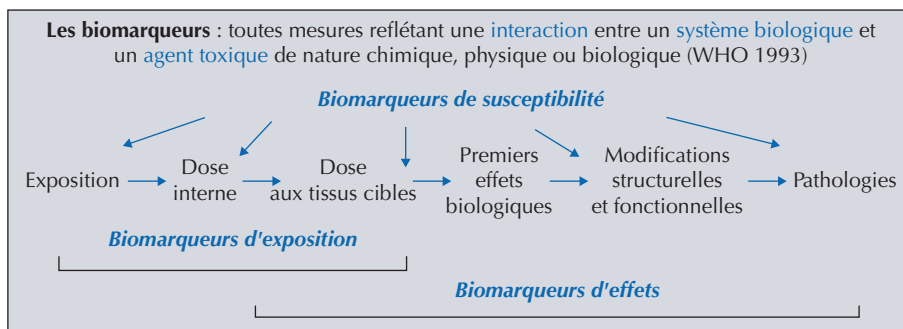 Les biomarqueurs : toutes mesures reflétant une interaction entre un système biologique et
un agent toxique de nature chimique, physique ou biologique (WHO 1993)
Biomarqueurs de susceptibilité
Exposition
Dose
interne
Dose
aux tissus cibles
Premiers
effets
biologiques
Modifications
structurelles
et fonctionnelles
Pathologies
Biomarqueurs d'exposition
Biomarqueurs d'effets